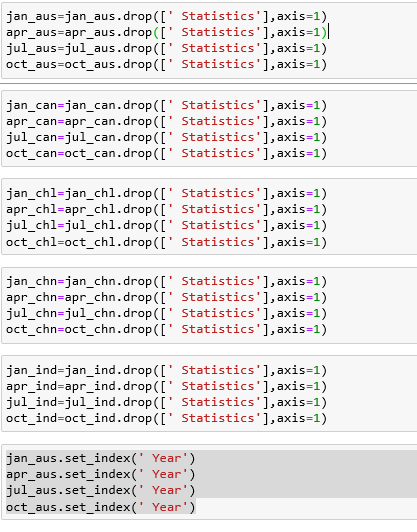 jan_aus=jan_aus.drop([' Statistics'],axis=1)
apr_aus=apr_aus.drop([' Statistics'],axis=1)
jul_aus=jul_aus.drop([' Statistics'],axis=1)
oct_aus=oct_aus.drop([' Statistics'],axis=1)
jan_can=jan_can.drop([' Statistics'],axis=1)
apr_can=apr_can.drop([' Statistics'],axis=1)
jul_can=jul_can.drop([' Statistics'],axis=1)
oct_can=oct_can.drop([' Statistics'],axis=1)
jan_chl=jan_chl.drop([' Statistics'],axis=1)
apr_chl=apr_chl.drop([' Statistics'],axis=1)
jul_chl=jul_chl.drop([' Statistics'],axis=1)
oct_chl=oct_chl.drop([' Statistics'],axis=1)
jan_chn=jan_chn.drop([' Statistics'],axis=1)
apr_chn=apr_chn.drop([' Statistics'],axis=1)
jul_chn=jul_chn.drop([' Statistics'],axis=1)
oct_chn=oct_chn.drop([' Statistics'],axis=1)
jan_ind=jan_ind.drop([' Statistics'],axis=1)
apr_ind=apr_ind.drop([' Statistics'],axis=1)
jul_ind=jul_ind.drop([' Statistics'],axis=1)
oct_ind=oct_ind.drop([' Statistics'],axis=1)
jan_aus.set_index(' Year')
apr_aus.set_index(' Year')
jul_aus.set_index(' Year')
oct_aus.set_index(' Year')